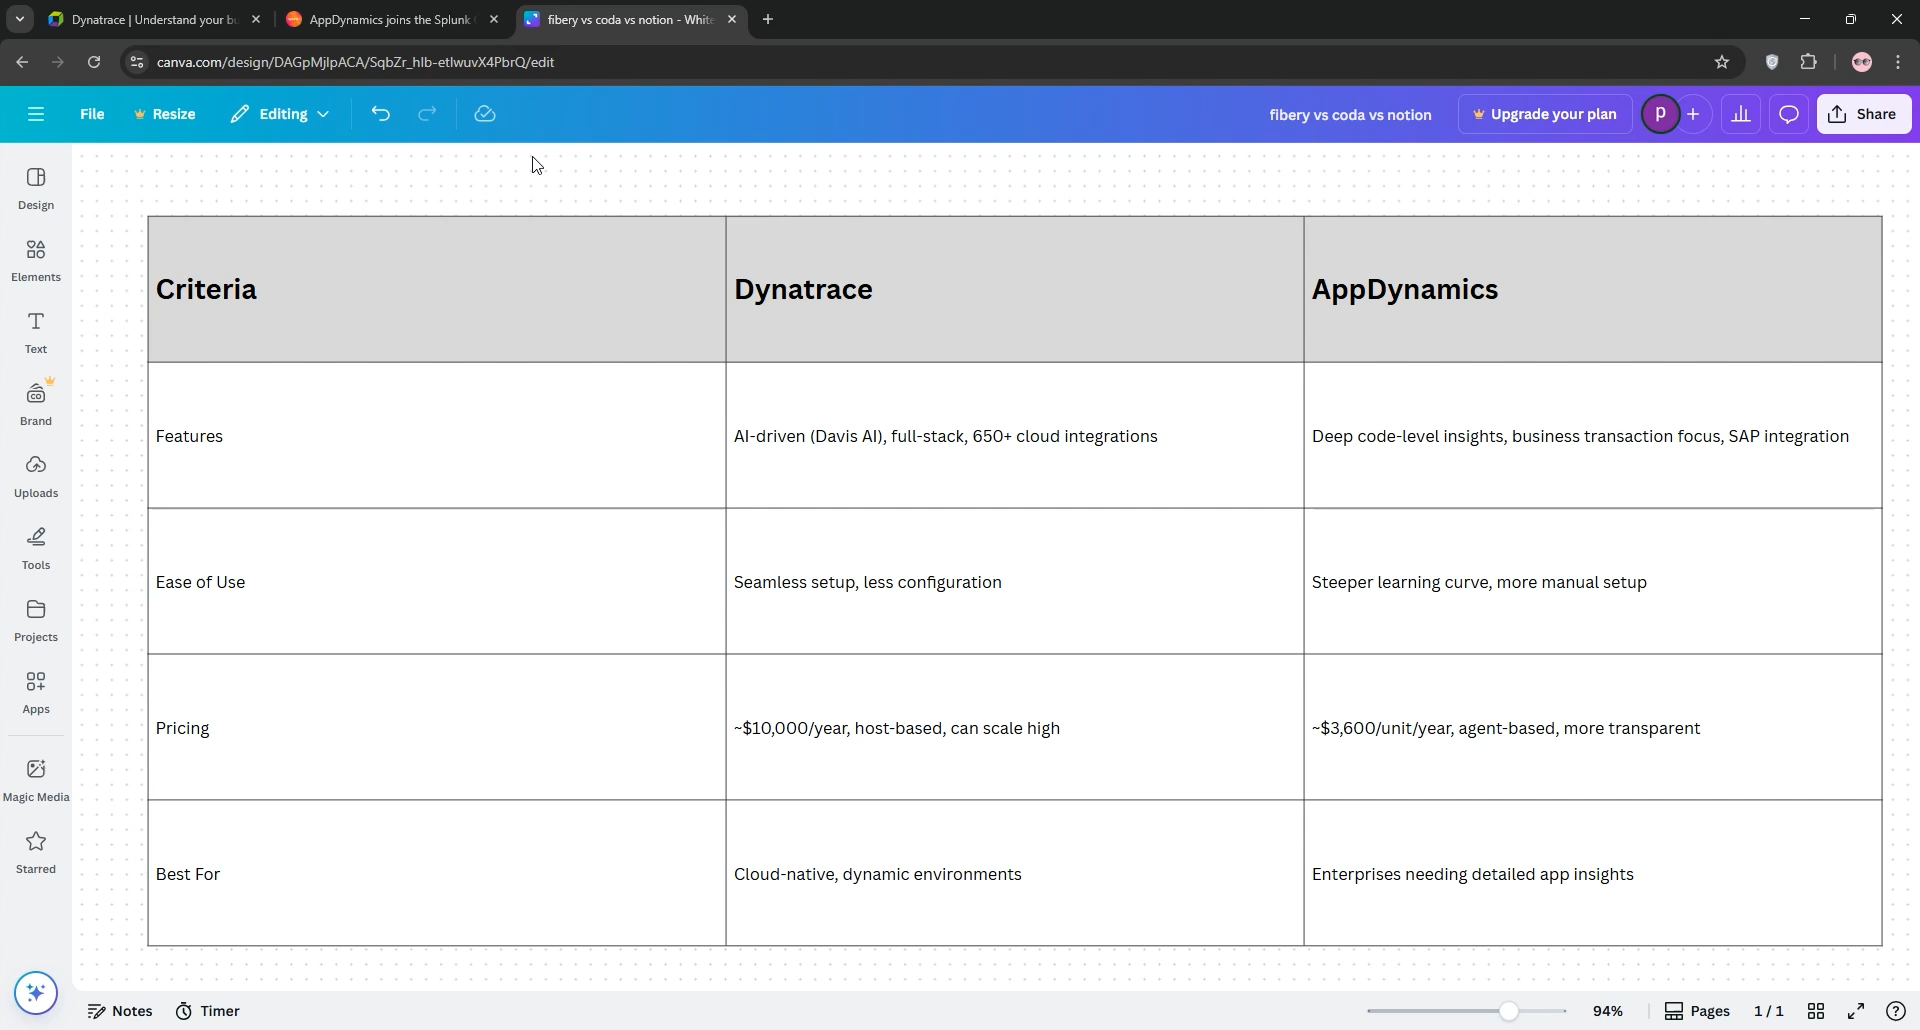 Dynatrace | Understand your bu
AppDynamics joins the Splunk
fibery vs coda vs notion - White
canva.com/design/DAGpMjlpACA/SqbZr_hlb-etlwuvX4PbrQ/edit
File
Resize
Editing
fibery vs coda vs notion
Upgrade your plan
p
Share
Design
Elements
Text
Brand
Uploads
Tools
Projects
Apps
Magic Media
Starred
Criteria Dynatrace AppDynamics
Features AI-driven (Davis AI), full-stack, 650+ cloud integrations Deep code-level insights, business transaction focus, SAP integration
Ease of Use Seamless setup, less configuration Steeper learning curve, more manual setup
Pricing ~$10,000/year, host-based, can scale high ~$3,600/unit/year, agent-based, more transparent
Best For Cloud-native, dynamic environments Enterprises needing detailed app insights
Notes
Timer
94%
Pages
1 / 1